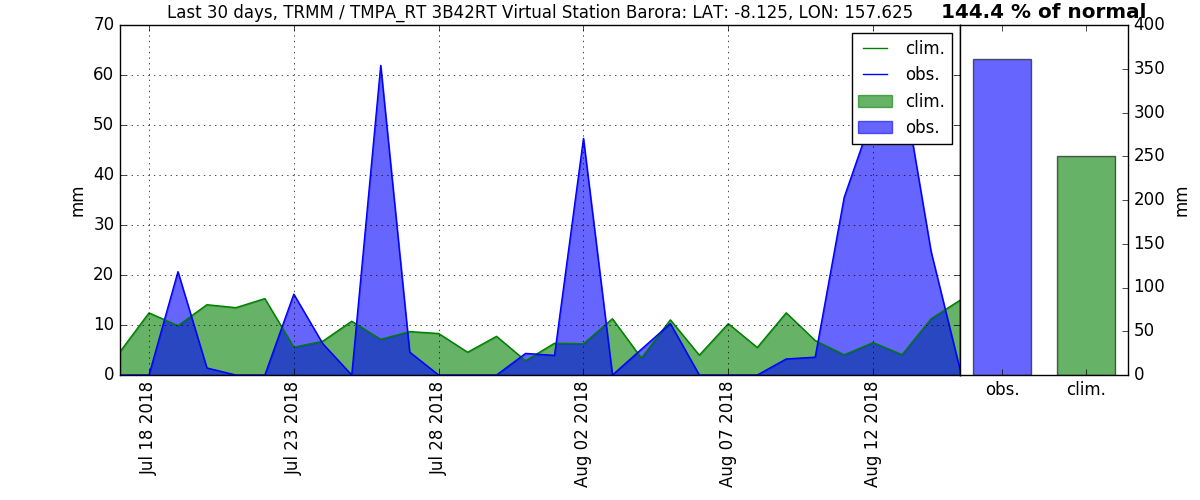 Last 30 days, TRMM / TMPA_RT 3B42RT Virtual Station Barora: LAT: -8.125, LON: 157.625
144.4 % of normal
70
60
50
40
30
20
10
0
mm
clim.
obs.
clim.
obs.
400
350
300
250
200
150
100
50
0
mm
Jul 18 2018
Jul 23 2018
Jul 28 2018
Aug 02 2018
Aug 07 2018
Aug 12 2018
obs.
clim.